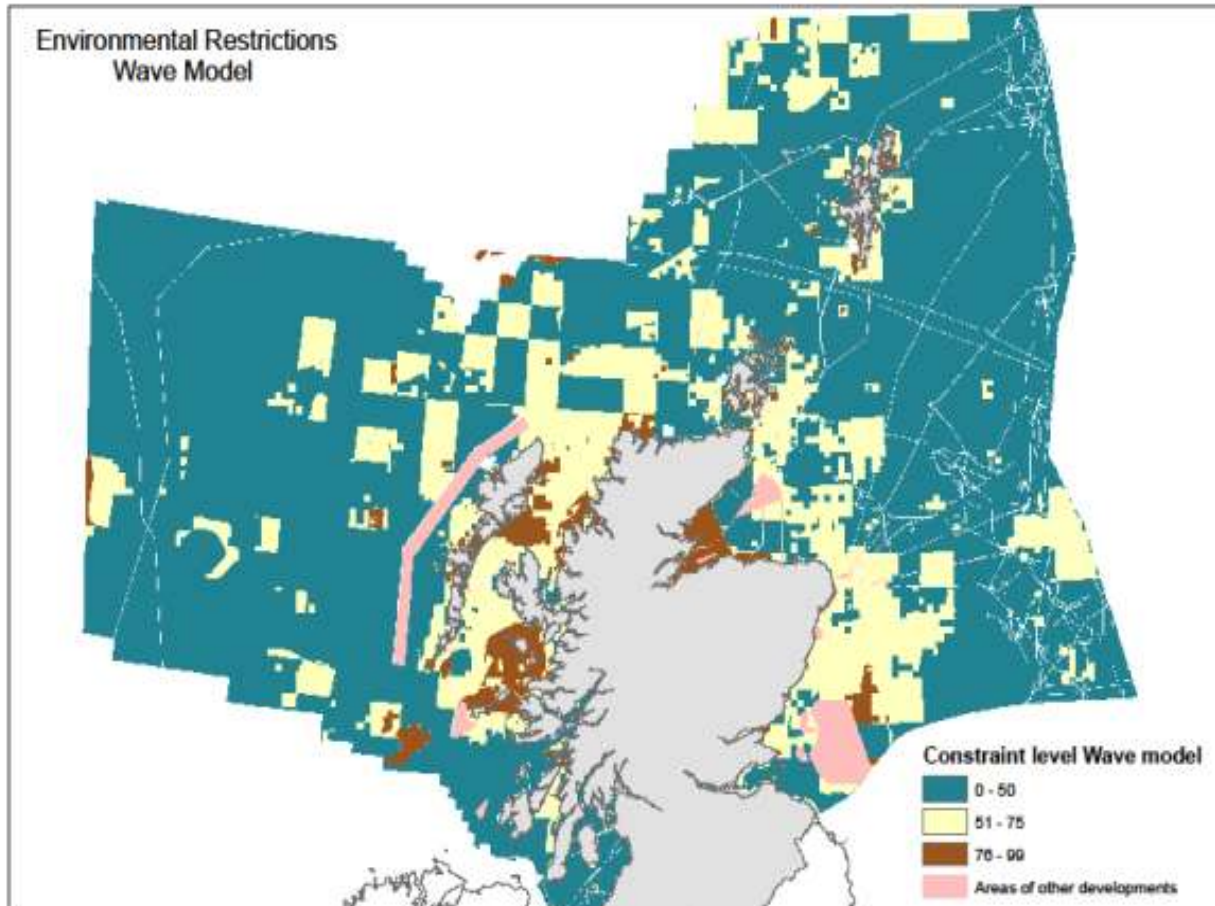 Environmental Restrictions
Wave Model
Constraint level Wave model
0 - 50
51 - 75
76 - 99
Areas of other developments